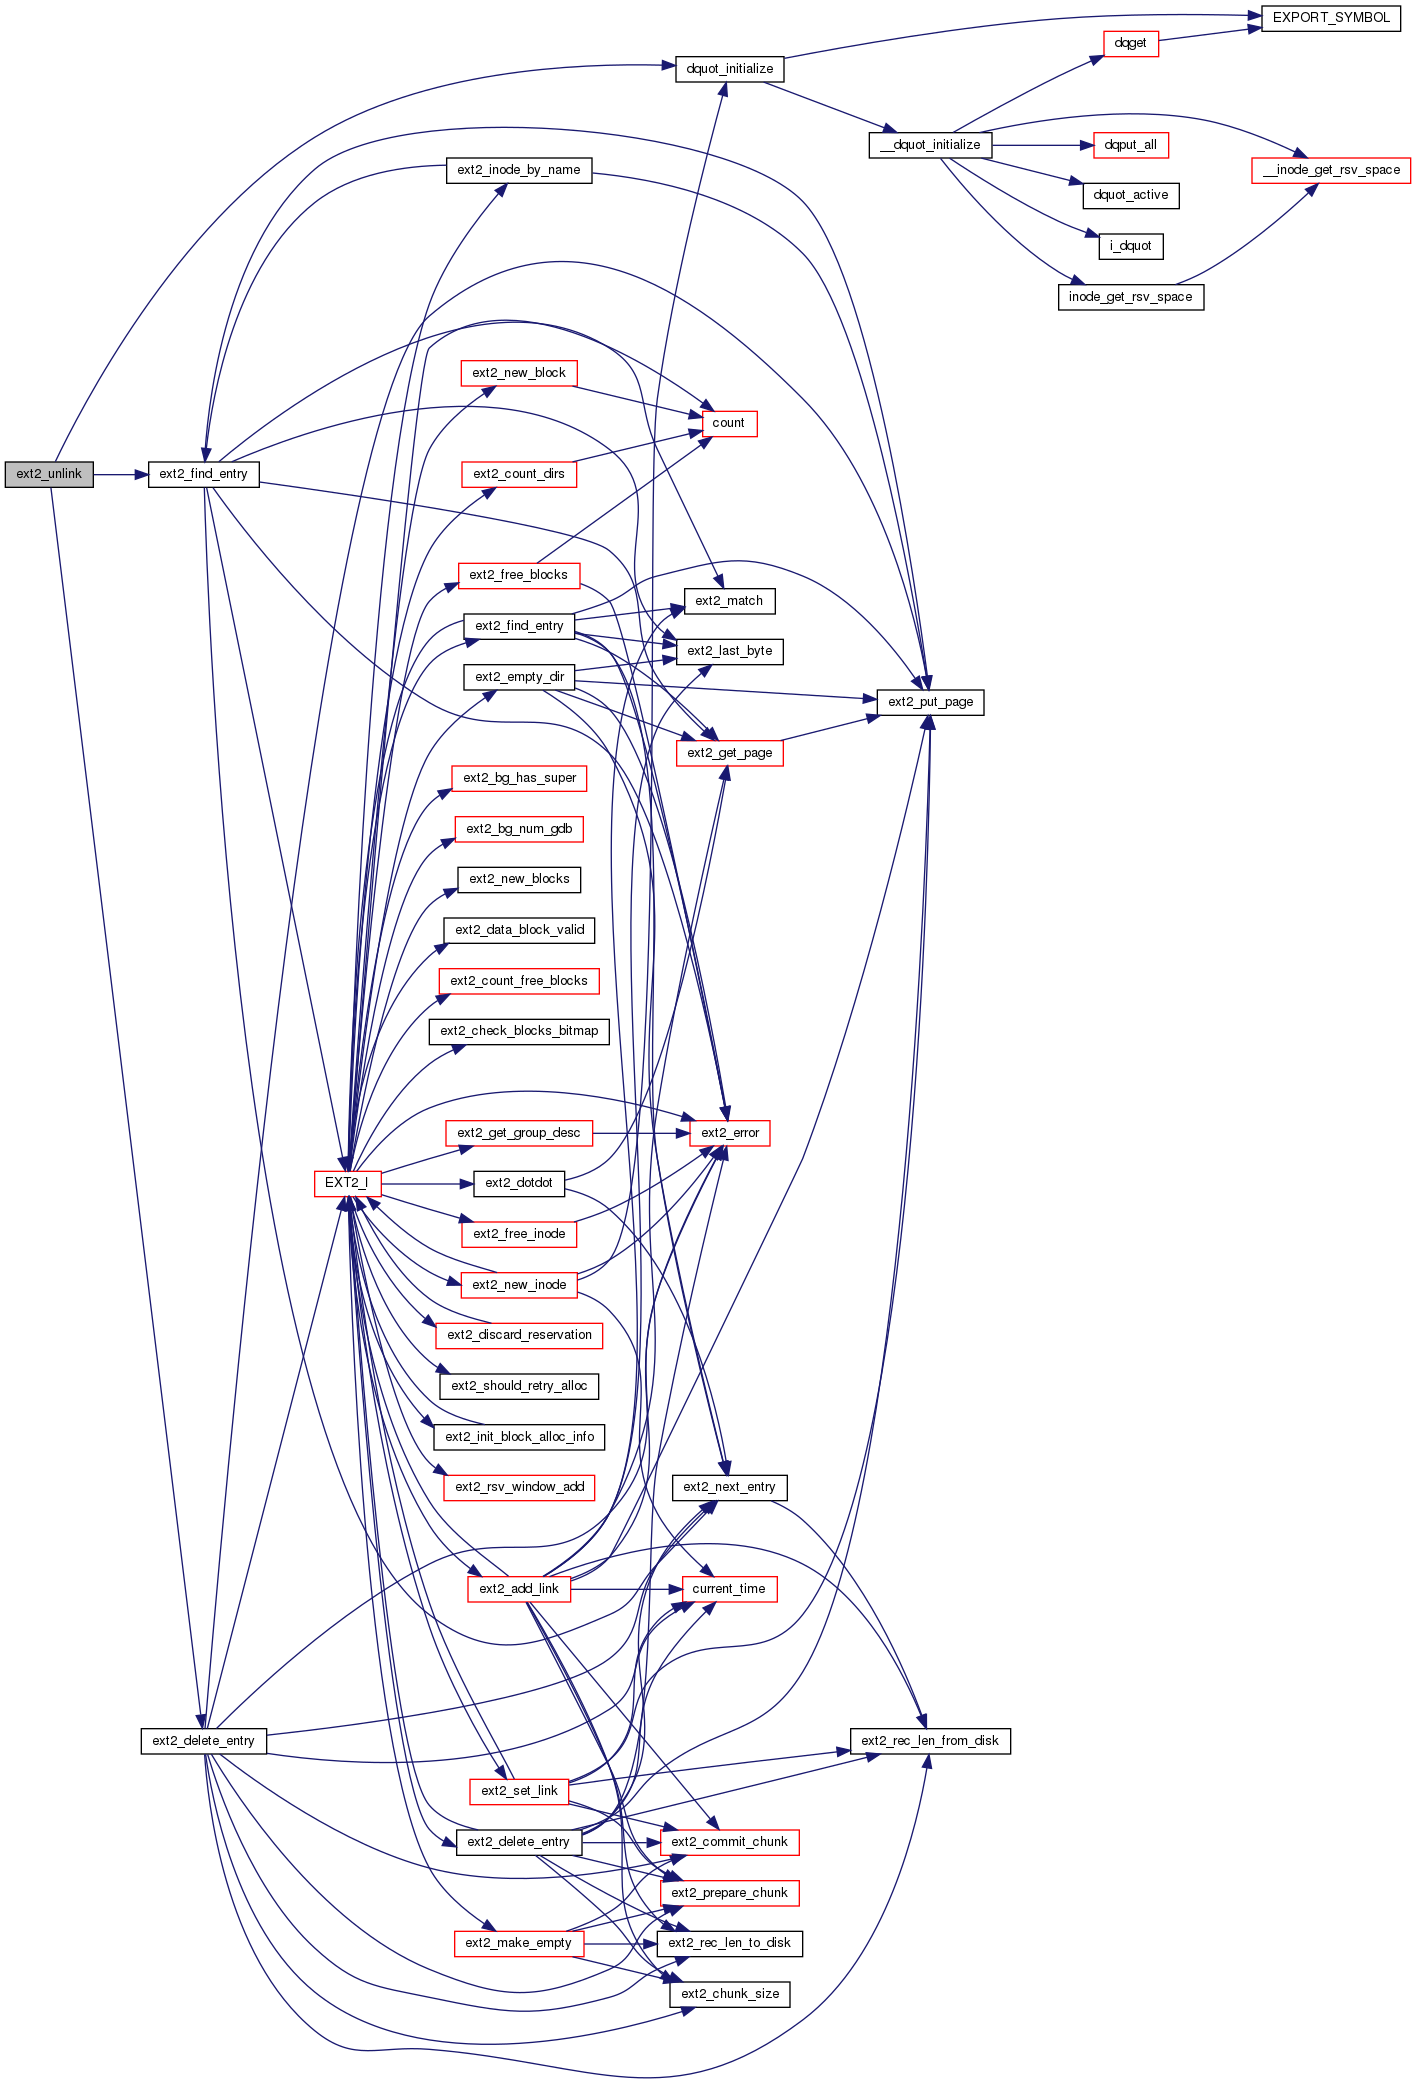 EXPORT_SYMBOL
dqget
dquot_initialize
__dquot_initialize
dqput_all
ext2_inode_by_name
__inode_get_rsv_space
dquot_active
i_dquot
inode_get_rsv_space
ext2_new_block
count
ext2_unlink
ext2_find_entry
ext2_count_dirs
ext2_free_blocks
ext2_match
ext2_find_entry
ext2_last_byte
ext2_empty_dir
ext2_put_page
ext2_get_page
ext2_bg_has_super
ext2_bg_num_gdb
ext2_new_blocks
ext2_data_block_valid
ext2_count_free_blocks
ext2_check_blocks_bitmap
ext2_get_group_desc
ext2_error
EXT2_I
ext2_dotdot
ext2_free_inode
ext2_new_inode
ext2_discard_reservation
ext2_should_retry_alloc
ext2_init_block_alloc_info
ext2_rsv_window_add
ext2_next_entry
ext2_add_link
current_time
ext2_delete_entry
ext2_rec_len_from_disk
ext2_set_link
ext2_delete_entry
ext2_commit_chunk
ext2_prepare_chunk
ext2_make_empty
ext2_rec_len_to_disk
ext2_chunk_size